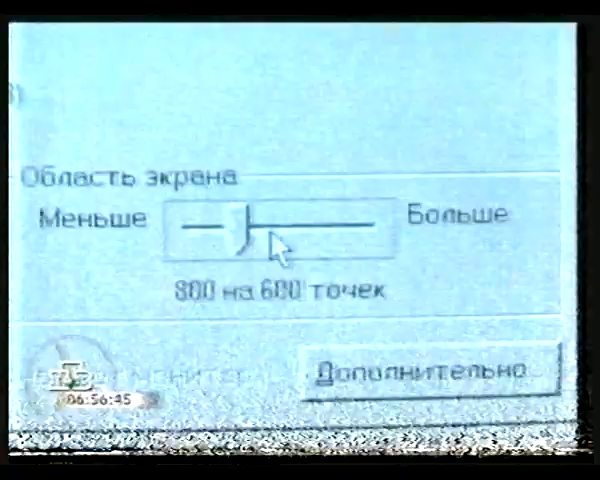 Область экрана
Меньше
Больше
800 на 600 точек
Дополнительно
06:56:45